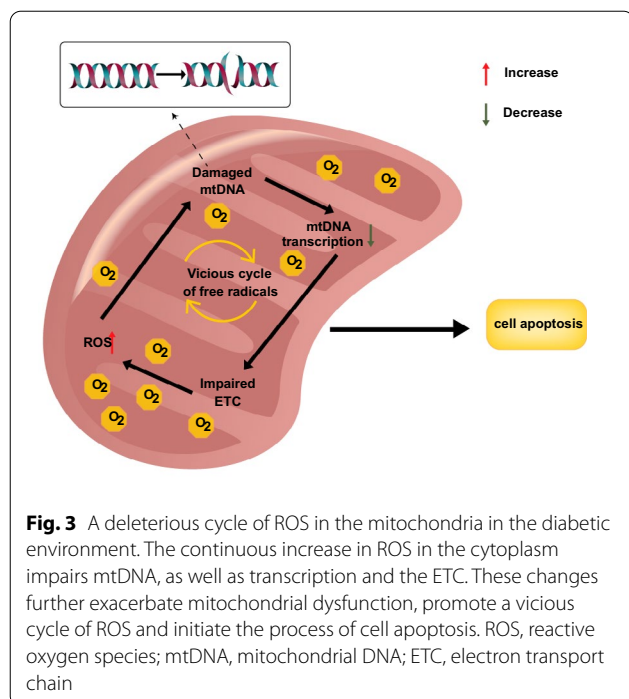 Increase
Decrease
Damaged
mtDNA
mtDNA
transcription
Vicious cycle
of free radicals
ROS
Impaired
ETC
cell apoptosis
O2
O2
O2
O2
O2
O2
O2
O2
O2
O2
Fig. 3 A deleterious cycle of ROS in the mitochondria in the diabetic
environment. The continuous increase in ROS in the cytoplasm
impairs mtDNA, as well as transcription and the ETC. These changes
further exacerbate mitochondrial dysfunction, promote a vicious
cycle of ROS and initiate the process of cell apoptosis. ROS, reactive
oxygen species; mtDNA, mitochondrial DNA; ETC, electron transport
chain